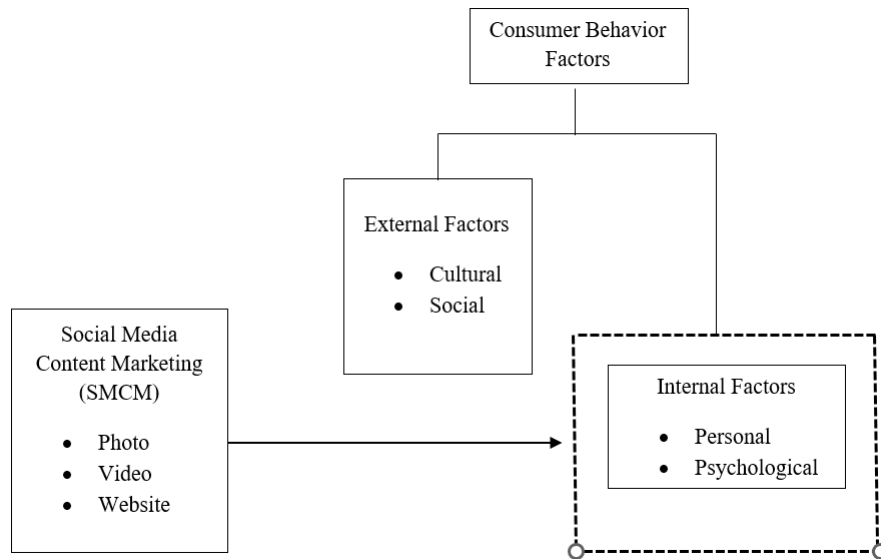 Consumer Behavior
Factors
External Factors
• Cultural
• Social
Social Media
Content Marketing
(SMCM)
• Photo
• Video
• Website
Internal Factors
• Personal
• Psychological